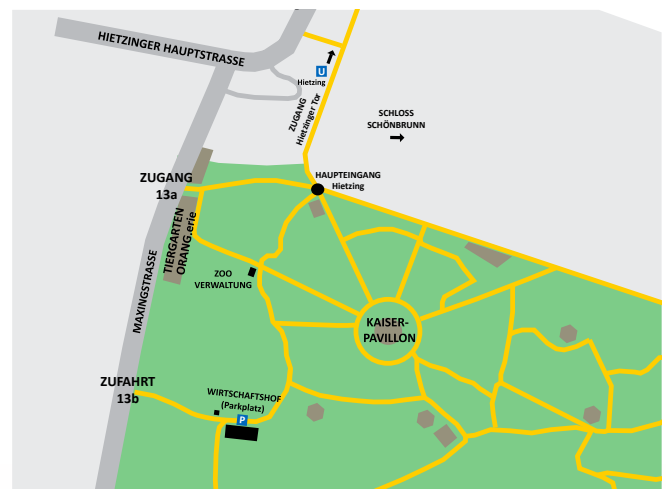 HIETZINGER HAUPTSTRASSE
U
Hietzing
ZUGANG
Hietzinger Tor
SCHLOSS
SCHÖNBRUNN
HAUPTEINGANG
Hietzing
ZUGANG
13a
TIERGARTEN
ORANG.erie
MAXINGSTRASSE
ZOO
VERWALTUNG
KAISER-
PAVILLON
ZUFAHRT
13b
WIRTSCHAFTSHOF
(Parkplatz)
P